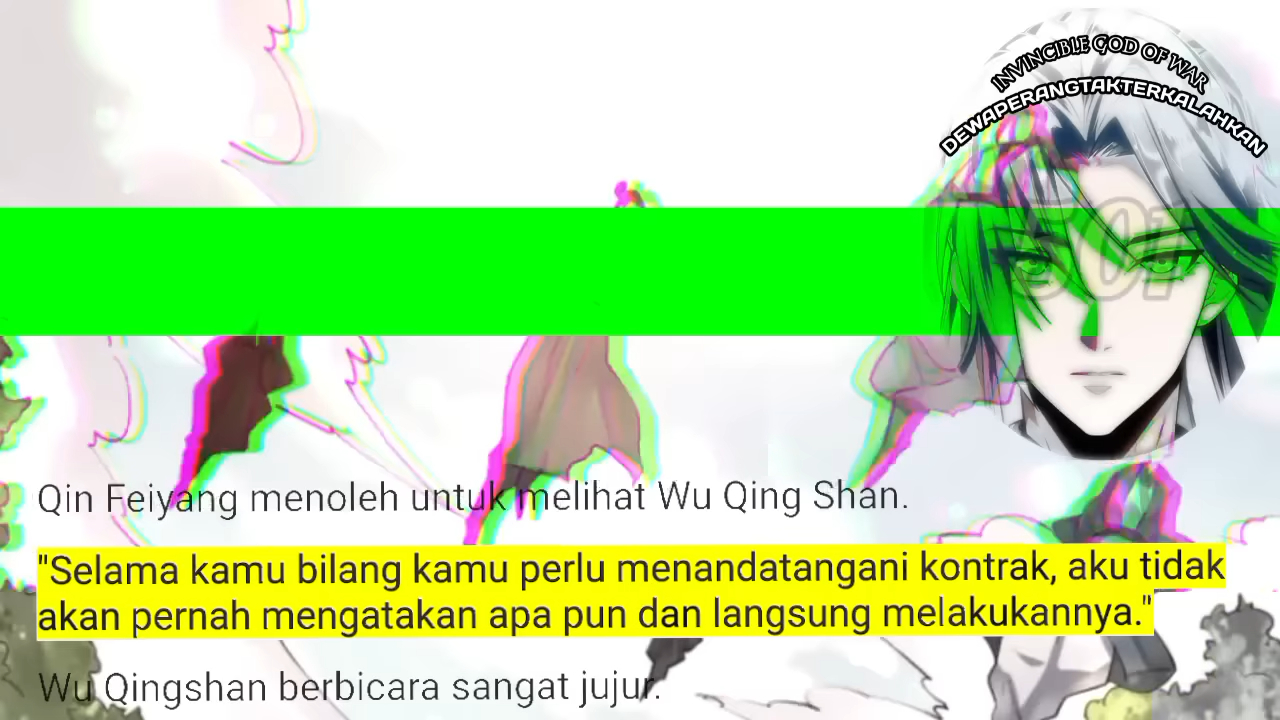 INVINCIBLE GOD OF WAR
DEWAPERANGTAKTERKALAHKAN
Qin Feiyang menoleh untuk melihat Wu Qing Shan.
"Selama kamu bilang kamu perlu menandatangani kontrak, aku tidak
akan pernah mengatakan apa pun dan langsung melakukannya."
Wu Qingshan berbicara sangat jujur.